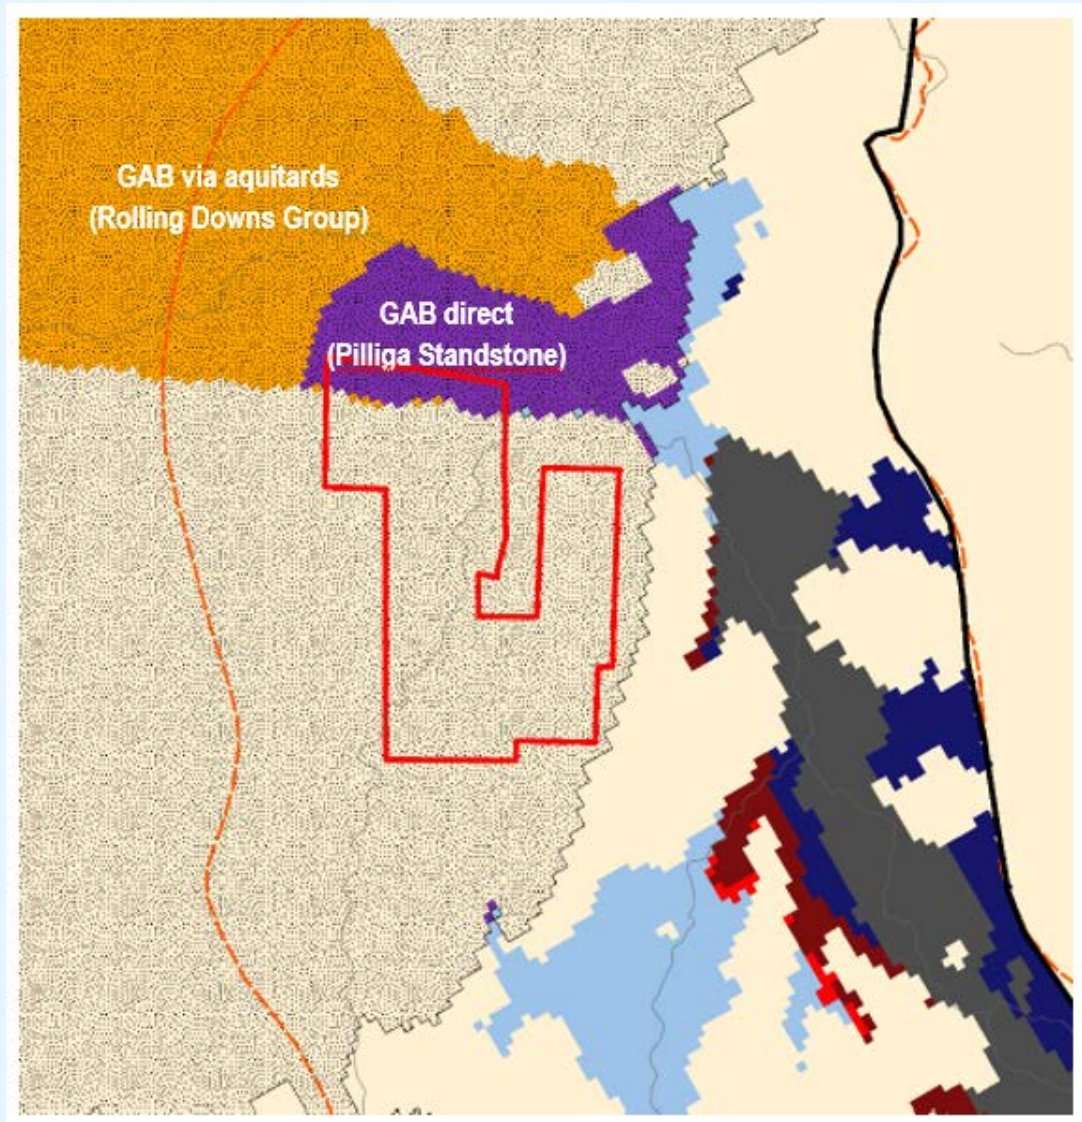 GAB via aquitards
(Rolling Downs Group)
GAB direct
(Pilliga Standstone)